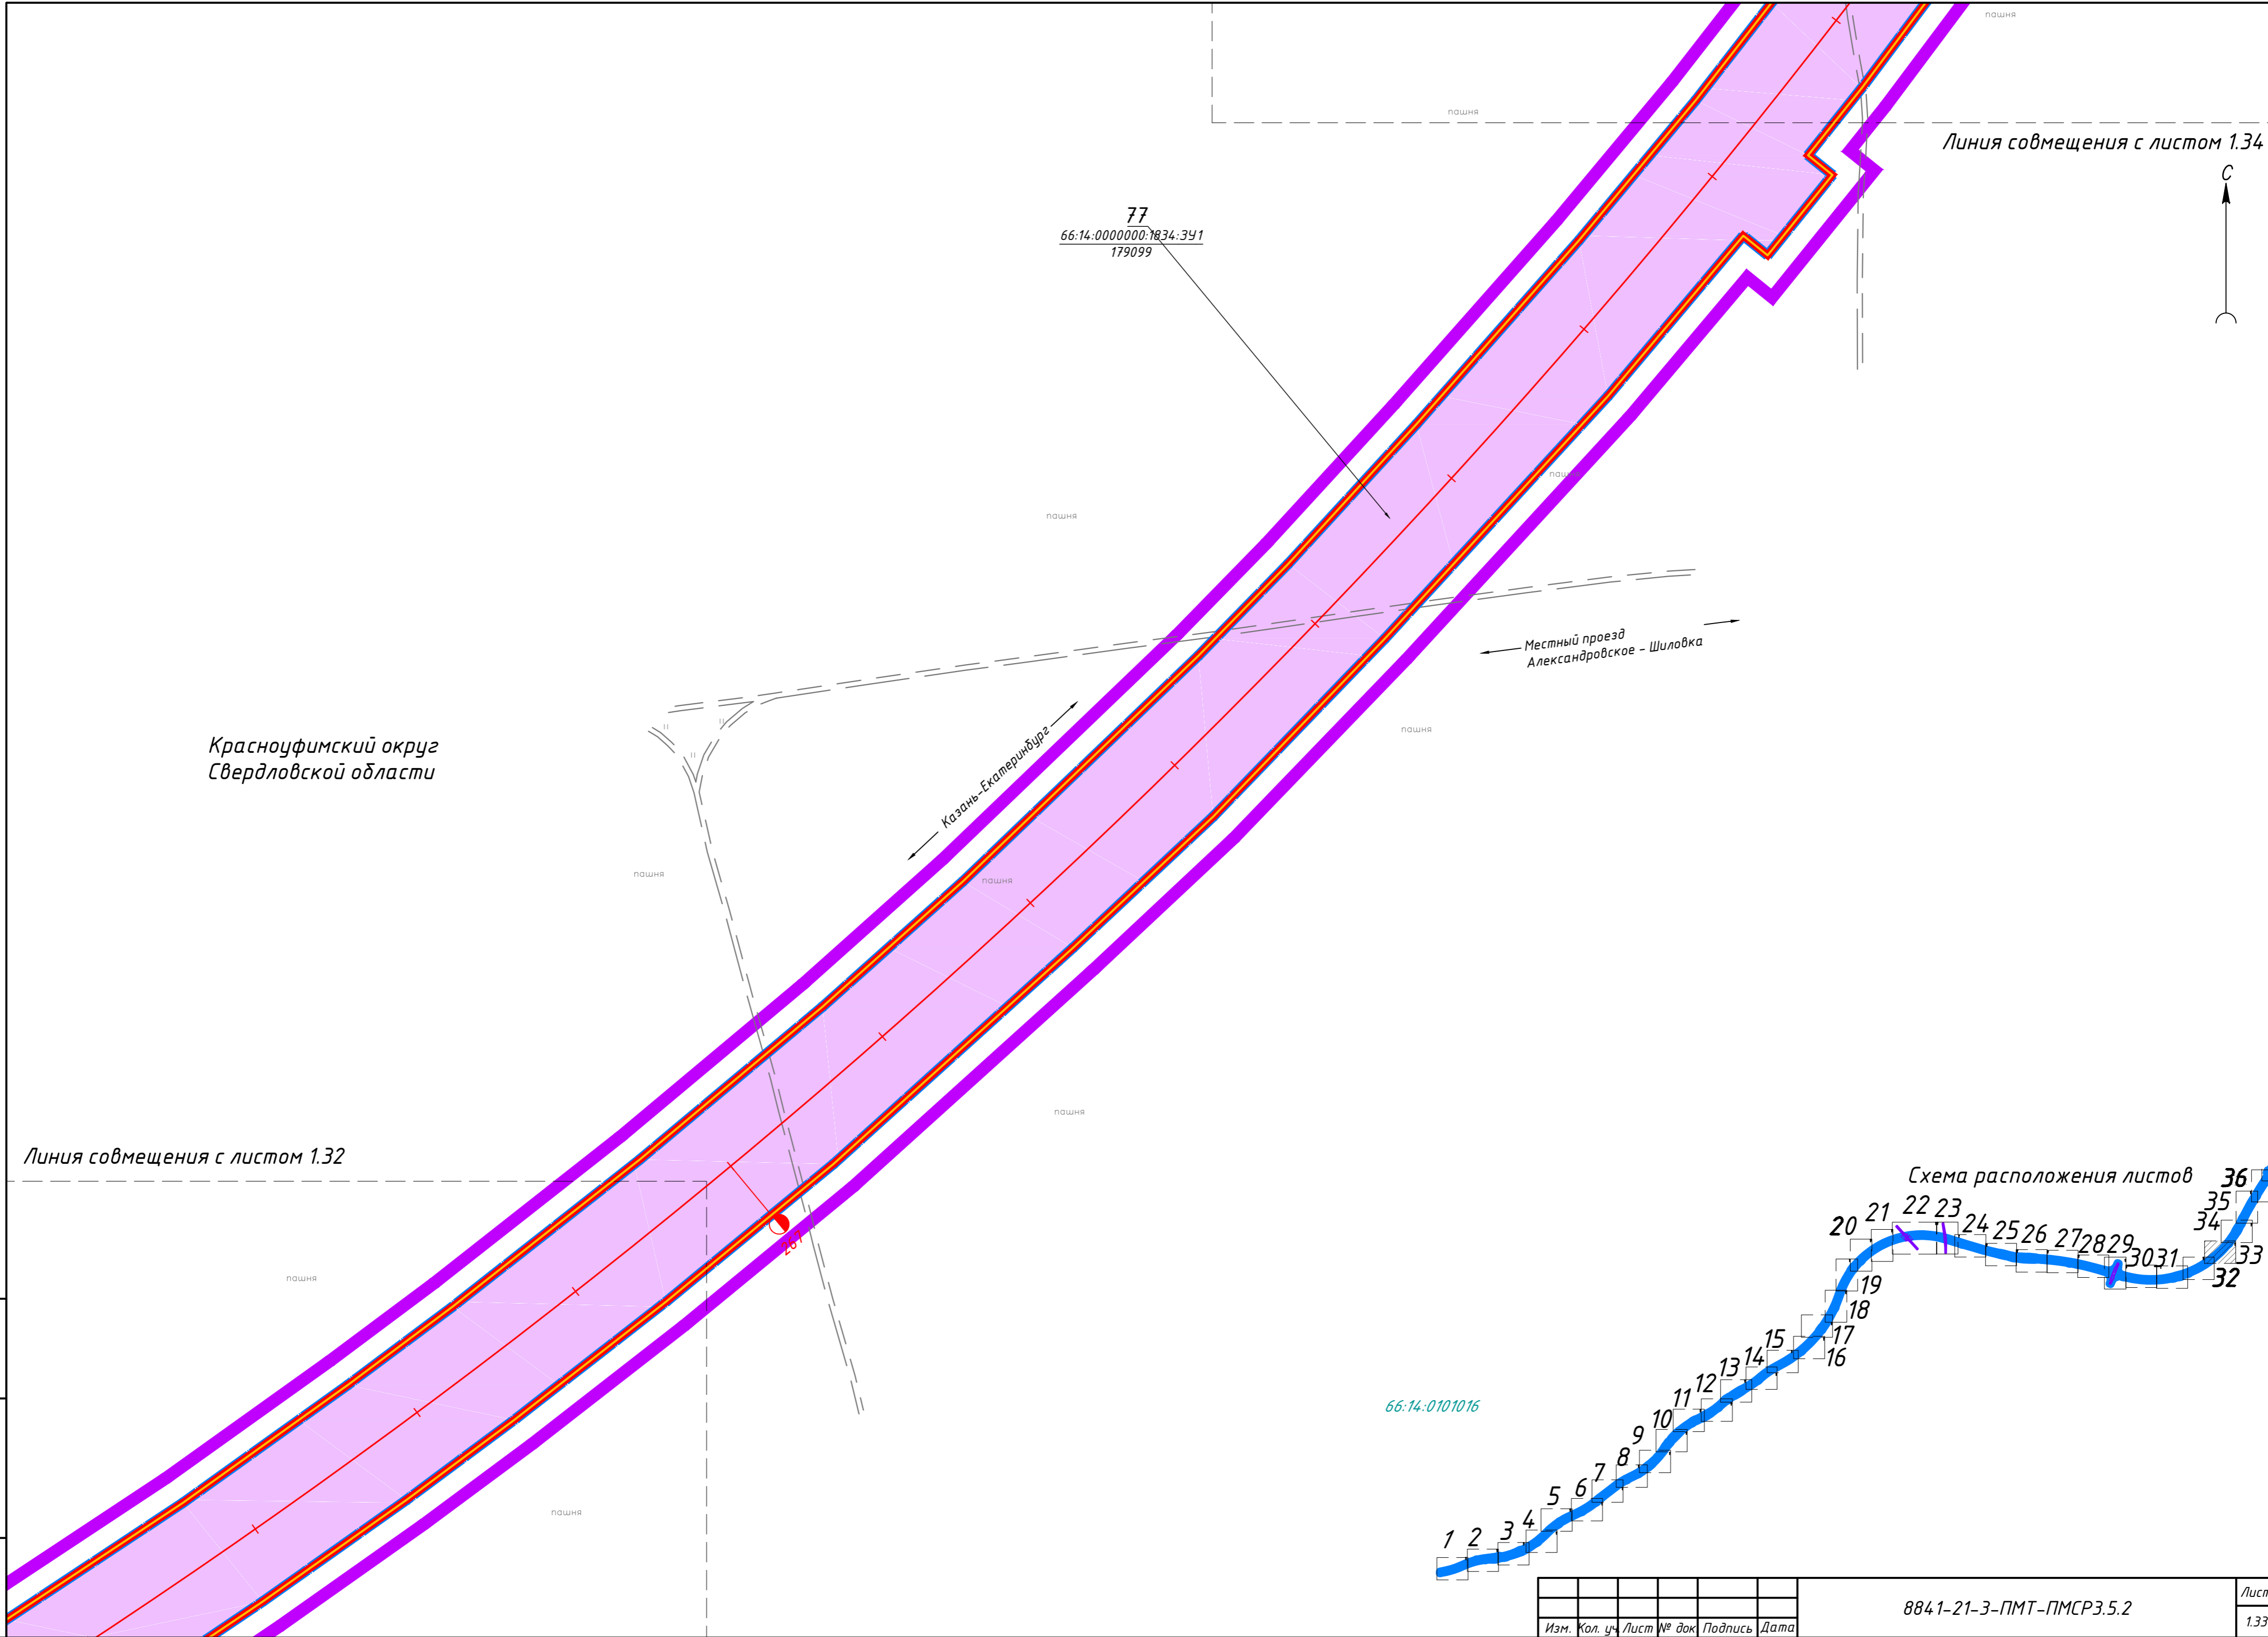 пашня
пашня
Линия совмещения с листом 1.34
С
77
66:14:0000000:1834:ЗУ1
179099
пашня
пашня
Местный проезд
Александровское - Шиловка
пашня
Казань-Екатеринбург
Красноуфимский округ
Свердловской области
пашня
пашня
пашня
Линия совмещения с листом 1.32
пашня
пашня
66:14:0101016
Схема расположения листов
1
2
3
4
5
6
7
8
9
10
11
12
13
14
15
16
17
18
19
20
21
22
23
24
25
26
27
28
29
30
31
32
33
34
35
36
8841-21-3-ПМТ-ПМСР3.5.2
Лист
1.33
Изм. Кол. уч Лист № док Подпись Дата